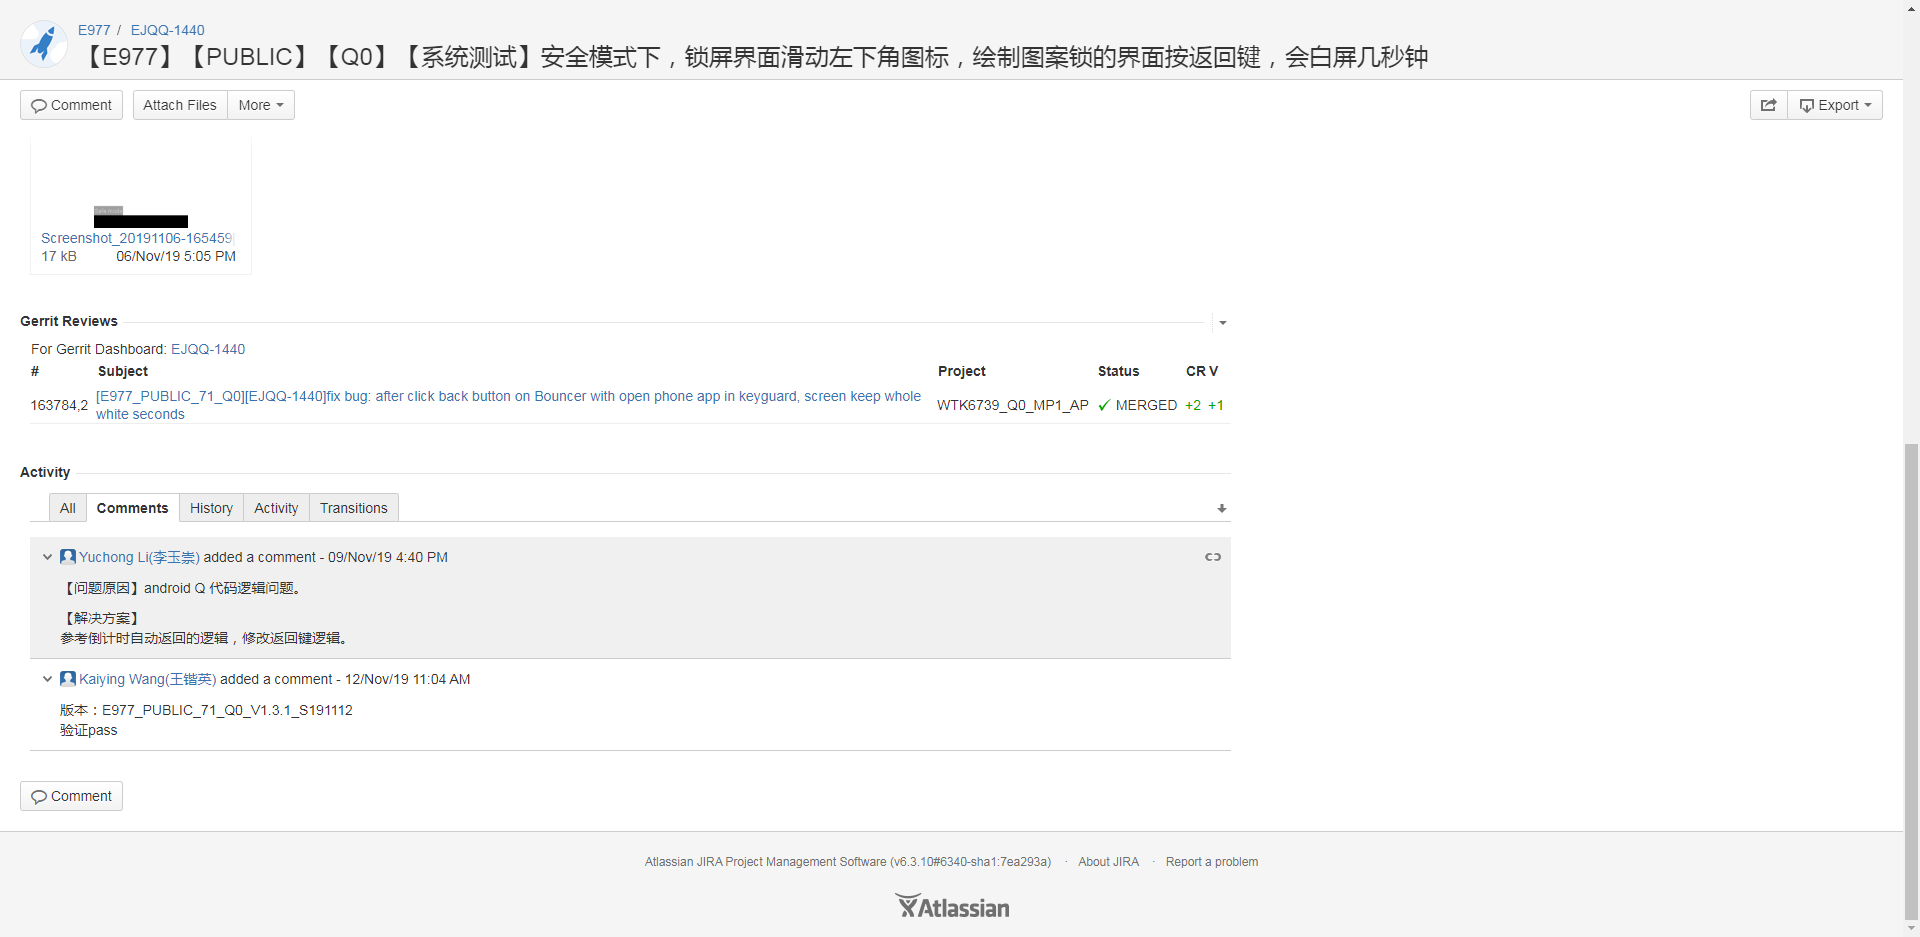 E977 / EJQQ-1440
【E977】【PUBLIC】【Q0】【系统测试】安全模式下，锁屏界面滑动左下角图标，绘制图案锁的界面按返回键，会白屏几秒钟
Comment Attach Files More Export
Screenshot_20191106-165459
17 kB 06/Nov/19 5:05 PM
Gerrit Reviews
For Gerrit Dashboard: EJQQ-1440
# Subject Project Status CR V
163784,2 [E977_PUBLIC_71_Q0][EJQQ-1440]fix bug: after click back button on Bouncer with open phone app in keyguard, screen keep whole WTK6739_Q0_MP1_AP MERGED +2 +1
white seconds
Activity
All Comments History Activity Transitions
Yuchong Li(李玉崇) added a comment - 09/Nov/19 4:40 PM
【问题原因】android Q 代码逻辑问题。
【解决方案】
参考倒计时自动返回的逻辑，修改返回键逻辑。
Kaiying Wang(王锴英) added a comment - 12/Nov/19 11:04 AM
版本：E977_PUBLIC_71_Q0_V1.3.1_S191112
验证pass
Comment
Atlassian JIRA Project Management Software (v6.3.10#6340-sha1:7ea293a) · About JIRA · Report a problem
Atlassian